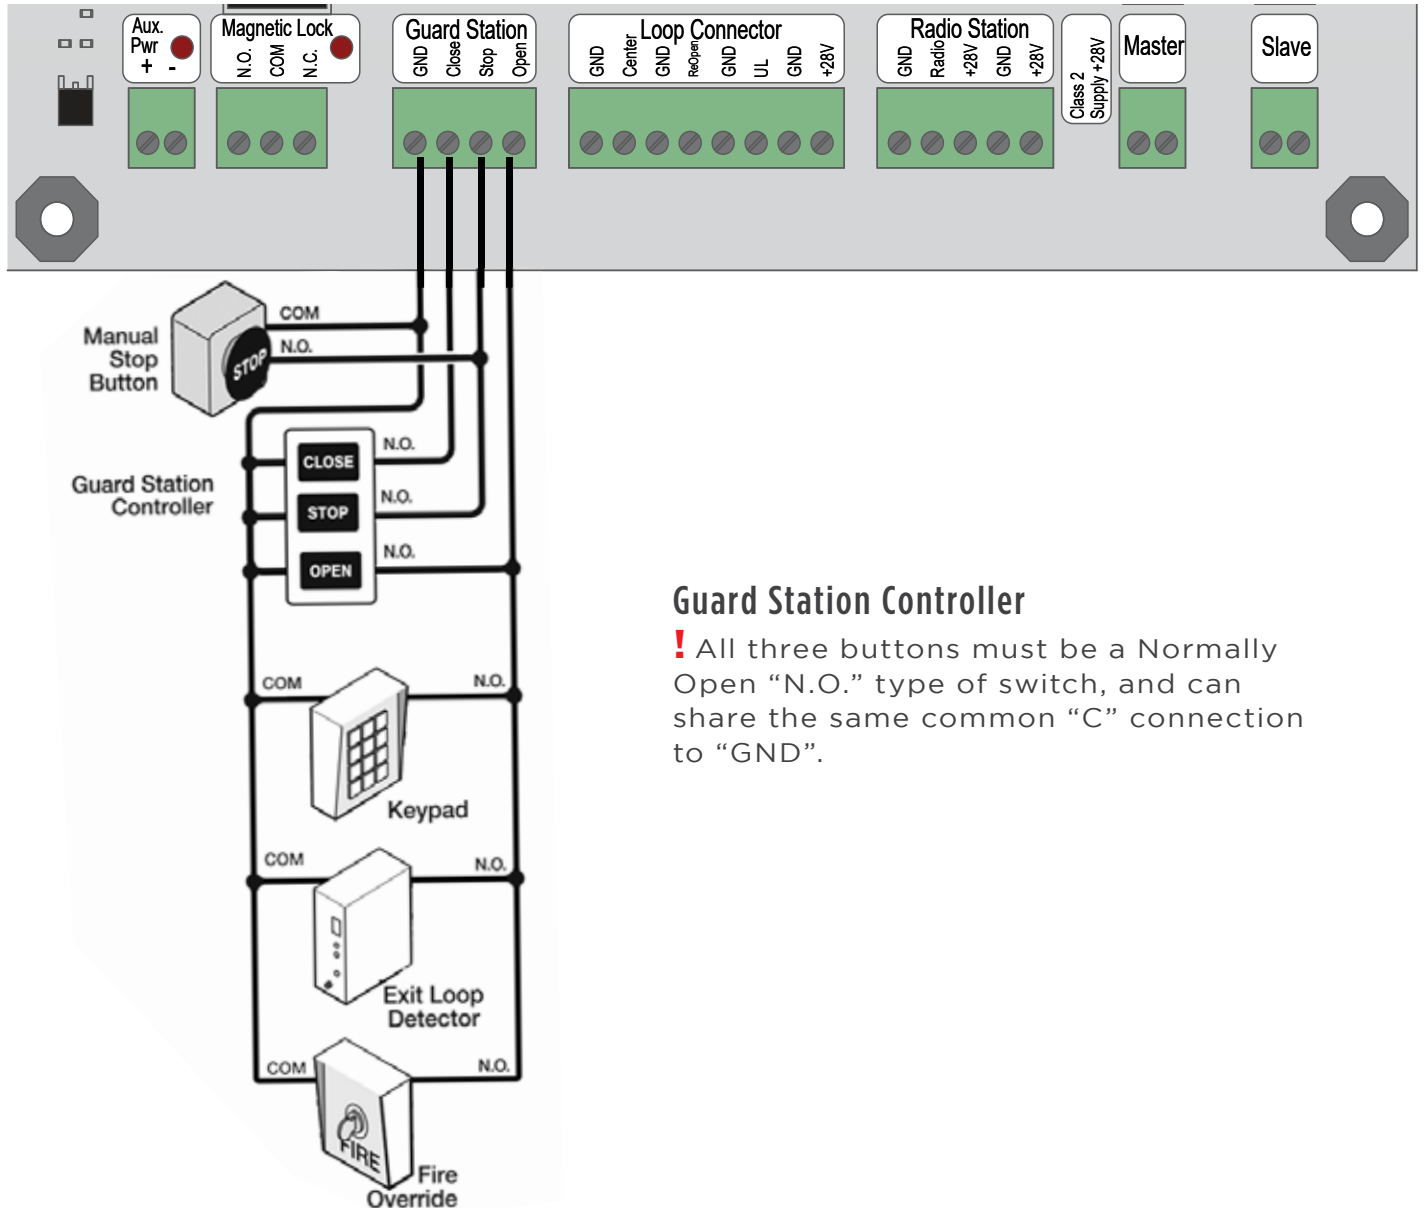 Aux.
Pwr
+ -
Magnetic Lock
N.O.
COM
N.C.
Guard Station
GND
Close
Stop
Open
Loop Connector
GND
Center
GND
ReOpen
GND
UL
GND
+28V
Radio Station
GND
Radio
+28V
GND
+28V
Class 2
Supply +28V
Master
Slave
COM
Manual
Stop
Button
N.O.
STOP
Guard Station
Controller
CLOSE
N.O.
STOP
N.O.
OPEN
N.O.
Guard Station Controller
! All three buttons must be a Normally
Open “N.O.” type of switch, and can
share the same common “C” connection
to “GND”.
COM
N.O.
Keypad
COM
N.O.
Exit Loop
Detector
COM
N.O.
FIRE
Fire
Override